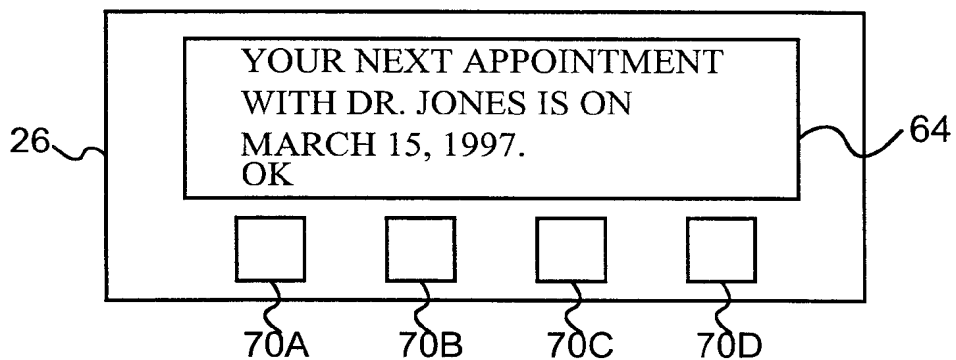 YOUR NEXT APPOINTMENT
WITH DR. JONES IS ON
MARCH 15, 1997.
OK
26
64
70A 70B 70C 70D